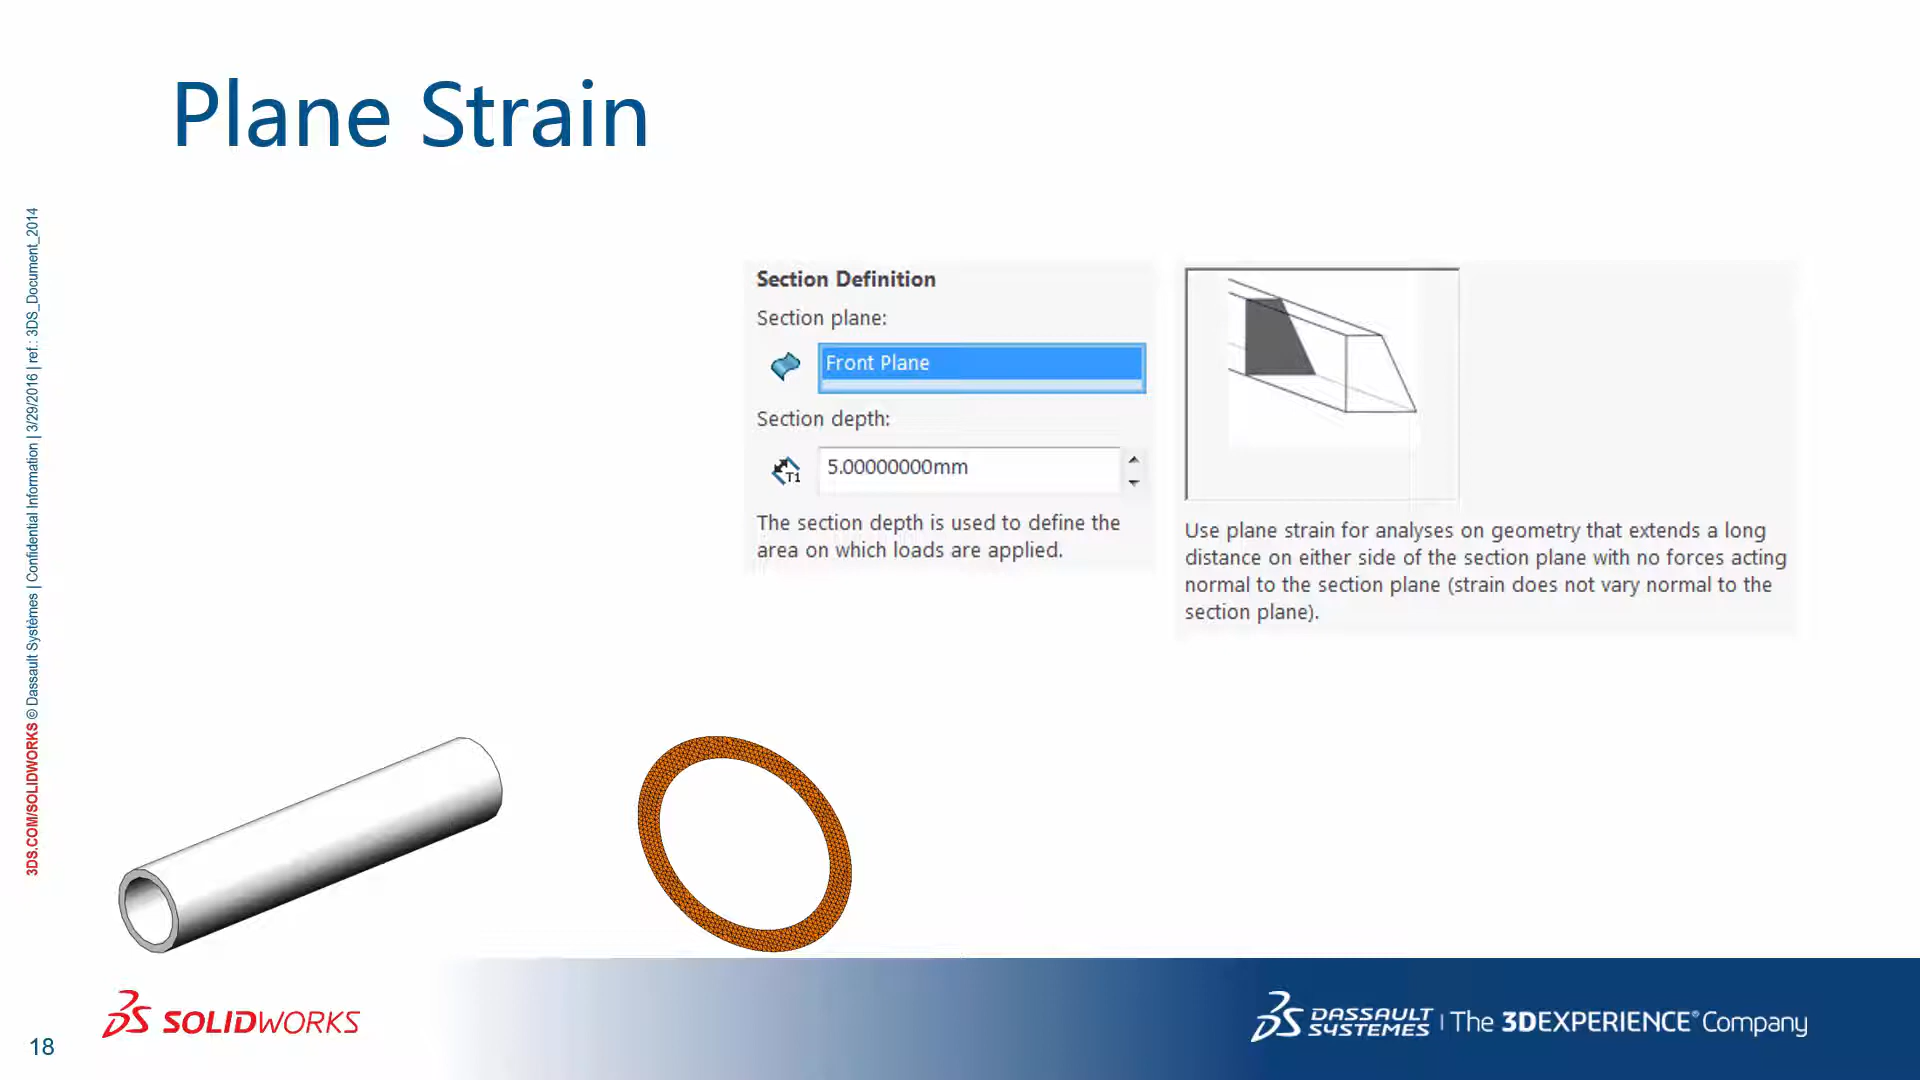 Plane Strain
3DS.COM/SOLIDWORKS © Dassault Systèmes | Confidential Information | 3/29/2016 | ref.: 3DS_Document_2014
Section Definition
Section plane:
Front Plane
Section depth:
T1
5.00000000mm
The section depth is used to define the
area on which loads are applied.
Use plane strain for analyses on geometry that extends a long
distance on either side of the section plane with no forces acting
normal to the section plane (strain does not vary normal to the
section plane).
18
SOLIDWORKS
DASSAULT
SYSTEMES
The 3DEXPERIENCE® Company